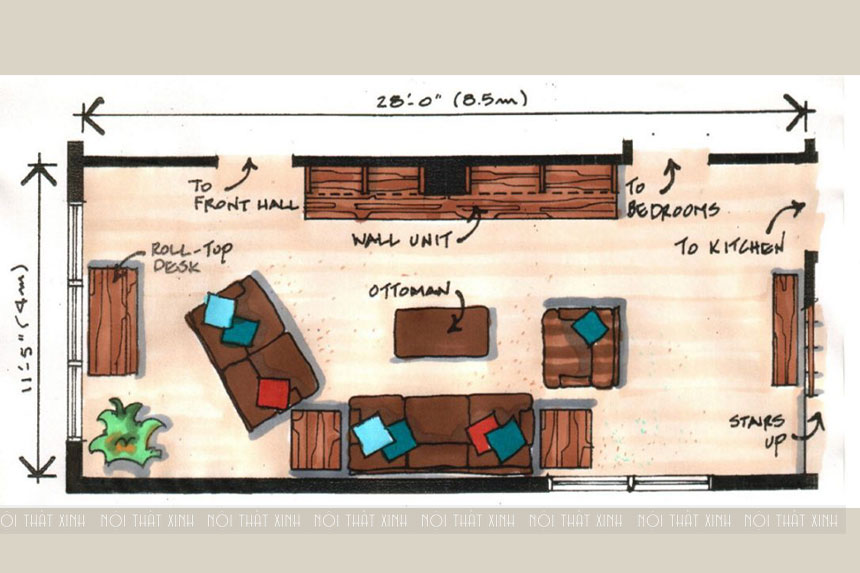 28'-0" (8.5m)
TO
FRONT HALL
TO
BEDROOMS
WALL UNIT
TO KITCHEN
ROLL-TOP
DESK
OTTOMAN
11'-5" (4m)
STAIRS
UP
NỘI THẤT XINH NỘI THẤT XINH NỘI THẤT XINH NỘI THẤT XINH NỘI THẤT XINH NỘI THẤT XINH NỘI THẤT XINH NỘI THẤT XINH